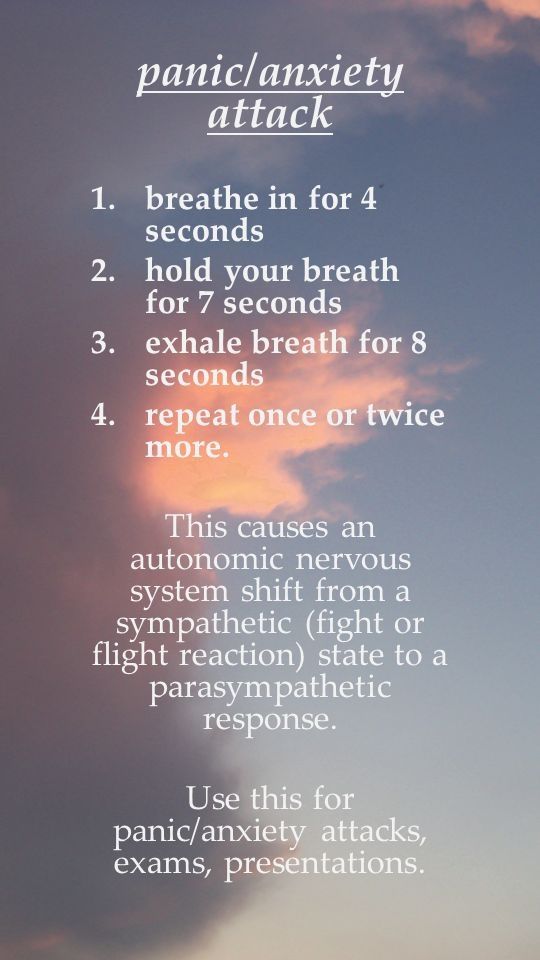 panic/anxiety
attack
1. breathe in for 4
seconds
2. hold your breath
for 7 seconds
3. exhale breath for 8
seconds
4. repeat once or twice
more.
This causes an
autonomic nervous
system shift from a
sympathetic (fight or
flight reaction) state to a
parasympathetic
response.
Use this for
panic/anxiety attacks,
exams, presentations.